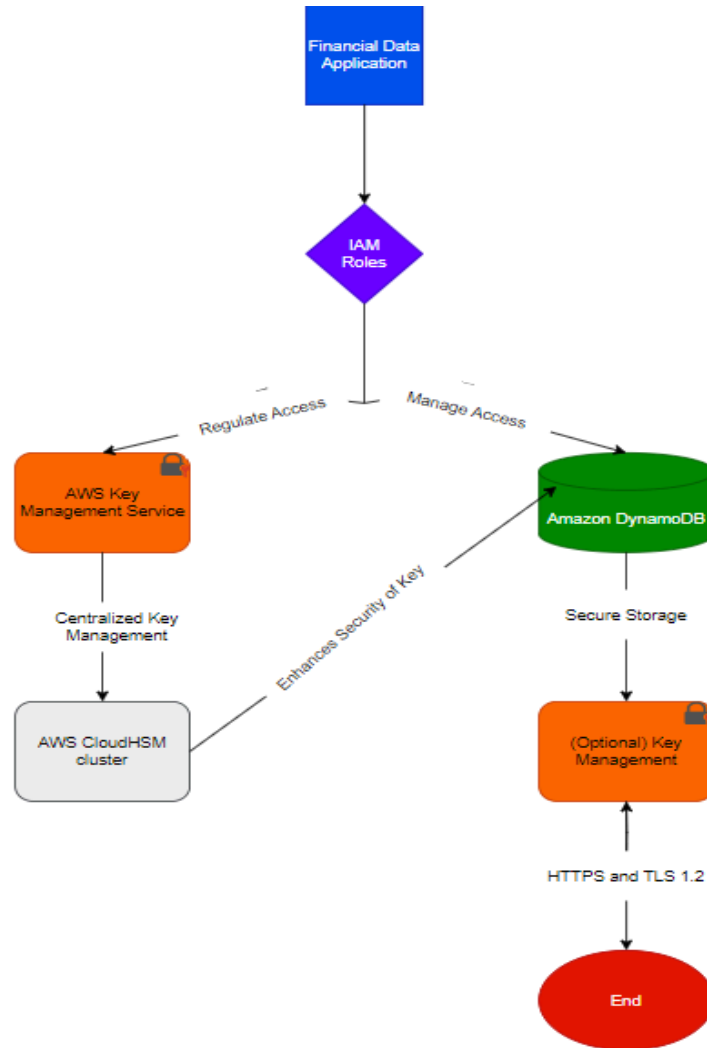 Financial Data
Application
IAM
Roles
Regulate Access
Manage Access
AWS Key
Management Service
Amazon DynamoDB
Enhances Security of Key
Centralized Key
Management
Secure Storage
AWS CloudHSM
cluster
(Optional) Key
Management
HTTPS and TLS 1.2
End